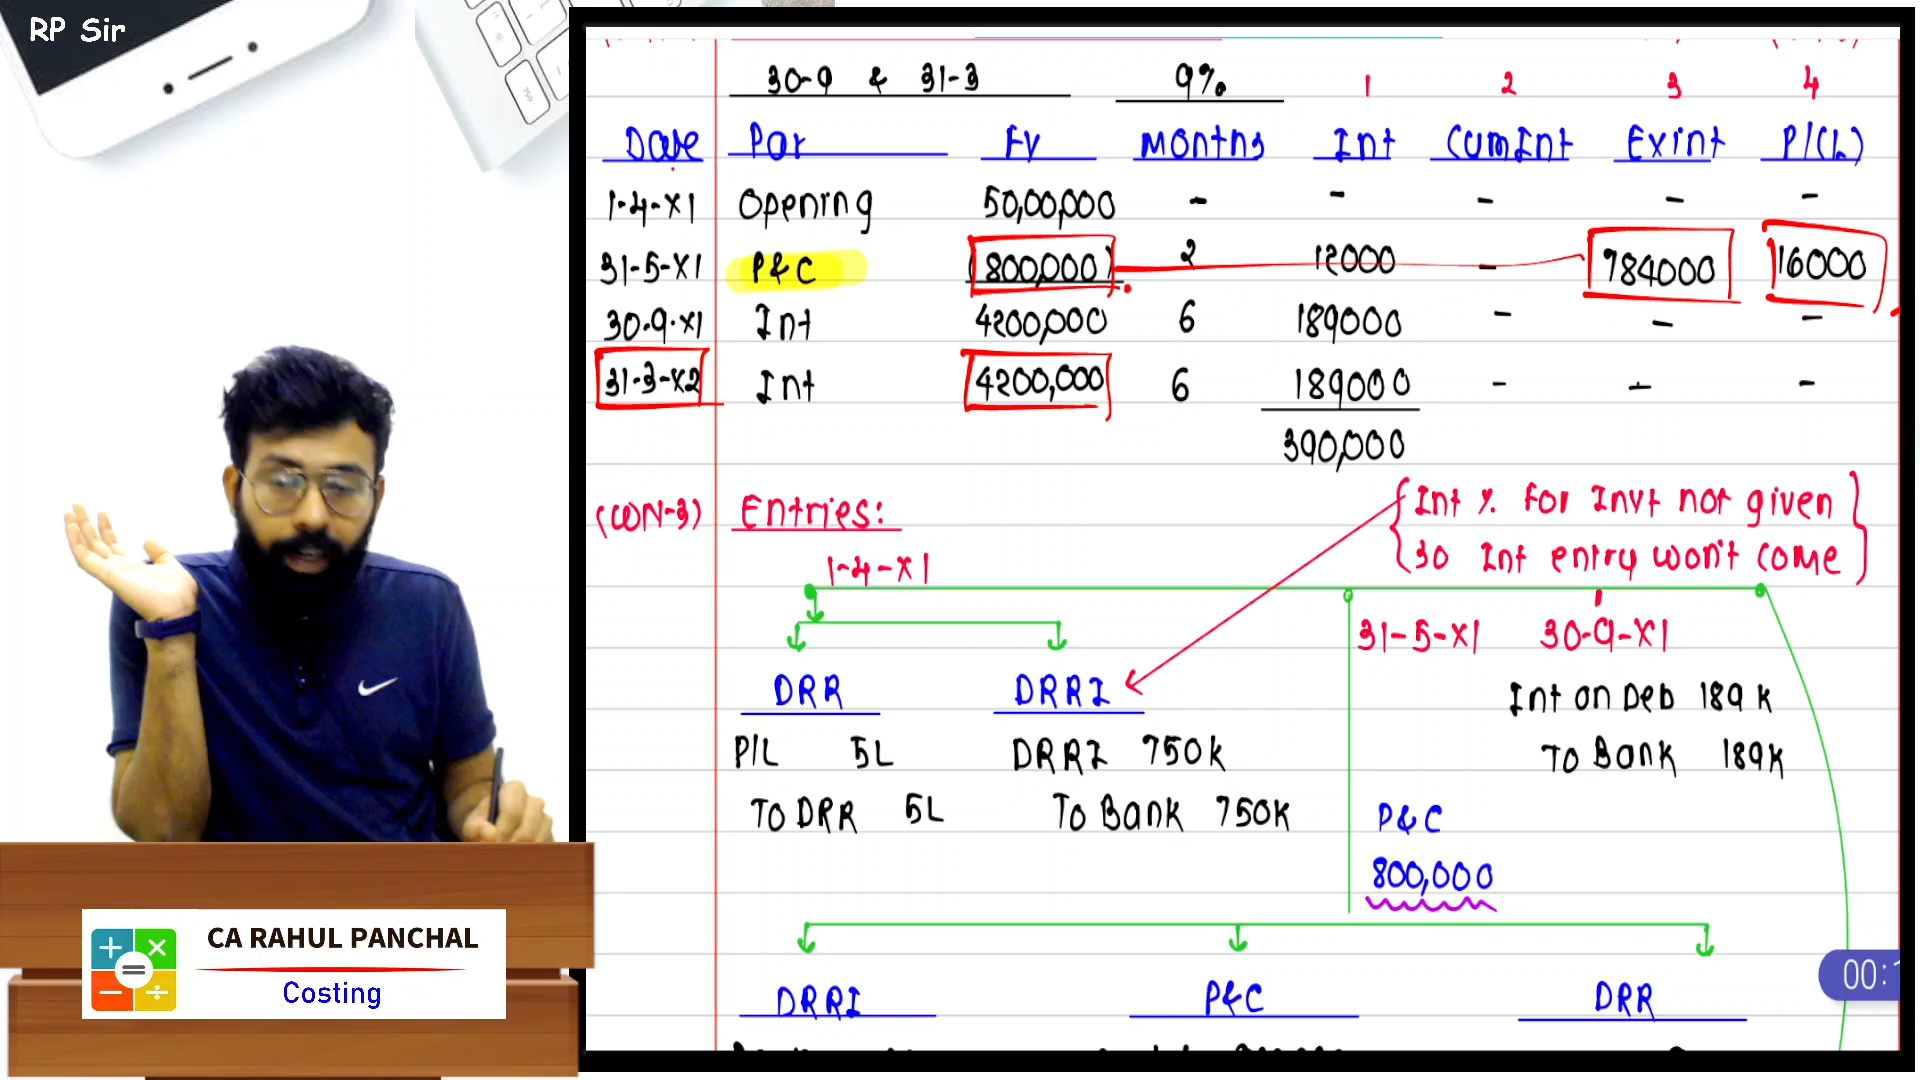 RP Sir
30-9 & 31-3 9% 1 2 3 4
Date Par FV Months Int CumInt ExInt P/(L)
1-4-X1 Opening 50,00,000 - - - - -
31-5-X1 P&C (800,000) 2 12000 - 784000 16000
30-9-X1 Int 4200,000 6 189000 - - -
31-3-X2 Int 4200,000 6 189000 - - -
390,000
(CON-3) Entries:
{Int % for Invt not given}
{so Int entry won't come}
1-4-X1
31-5-X1 30-9-X1
DRR DRRI
Int on Deb 189K
P/L 5L DRRI 750K
To Bank 189K
To DRR 5L To Bank 750K
P&C
800,000
DRRI P&C DRR
00:
CA RAHUL PANCHAL
Costing